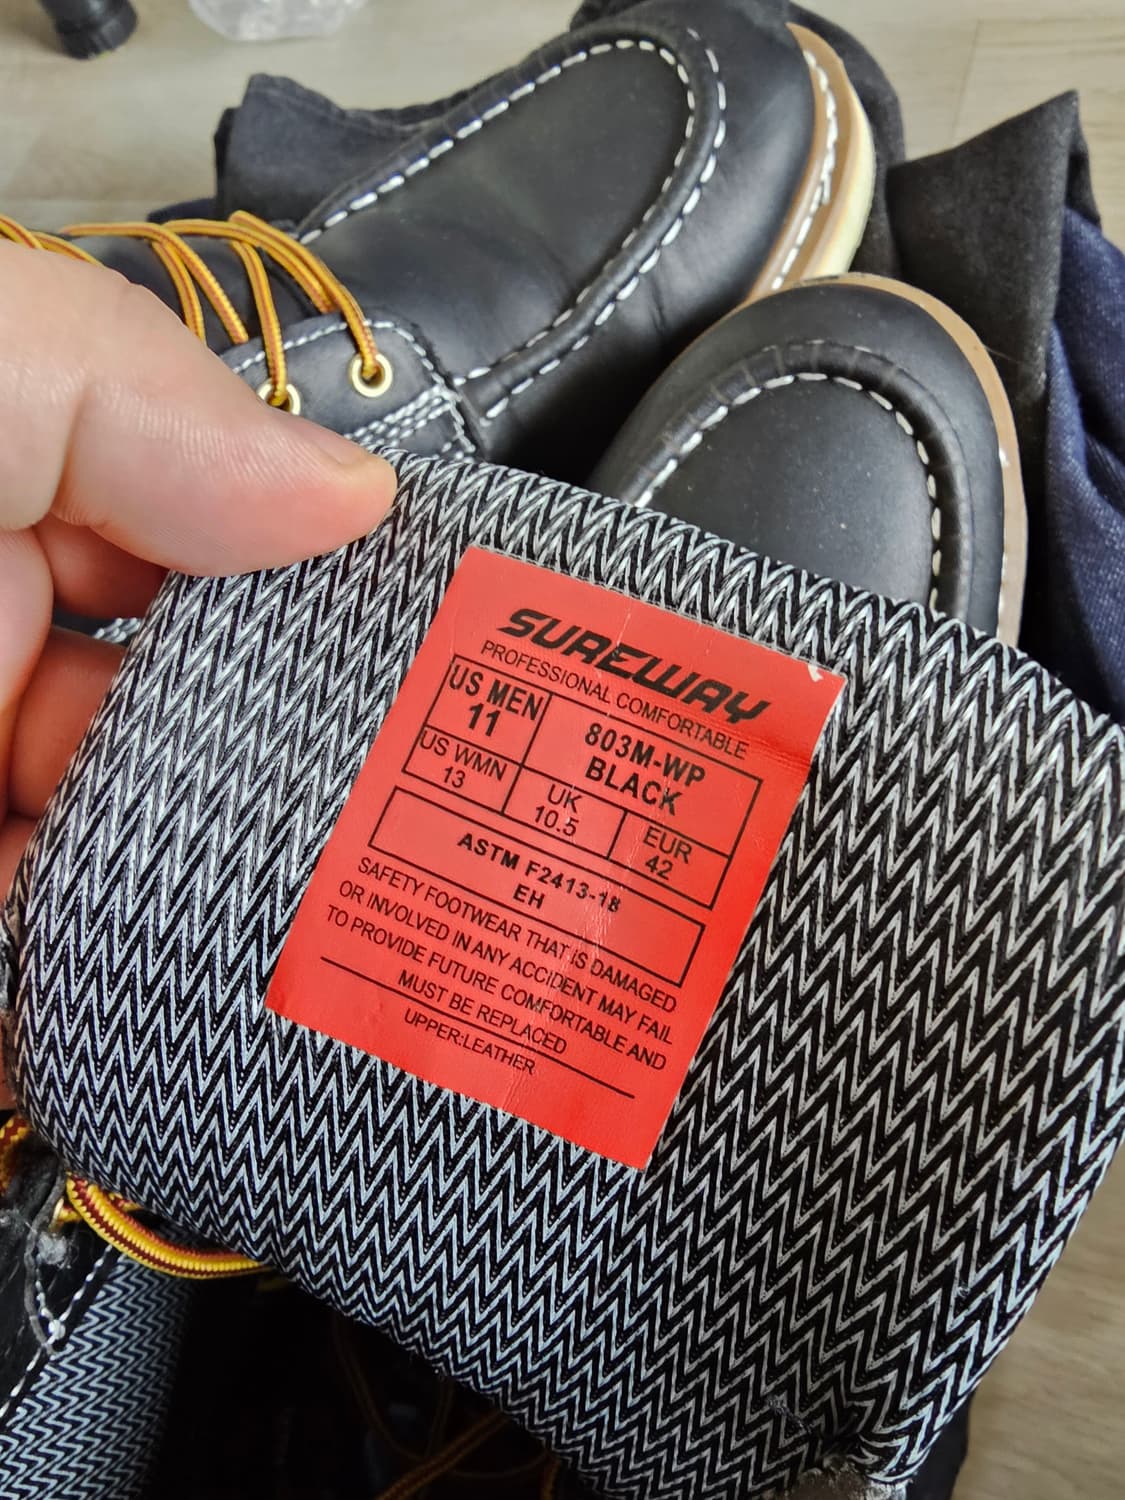 SUREWAY
PROFESSIONAL COMFORTABLE
US MEN
11
803M-WP
BLACK
US WMN
13
UK
10.5
EUR
42
ASTM F2413-18
EH
SAFETY FOOTWEAR THAT IS DAMAGED
OR INVOLVED IN ANY ACCIDENT MAY FAIL
TO PROVIDE FUTURE COMFORTABLE AND
MUST BE REPLACED
UPPER:LEATHER